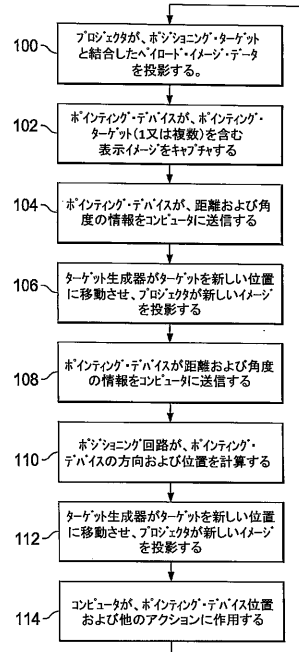 100
プロジェクタが、ポジショニング・ターゲット
と結合したペイロード・イメージ・データ
を投影する。
102
ポインティング・デバイスが、ポインティング・
ターゲット(1又は複数)を含む
表示イメージをキャプチャする
104
ポインティング・デバイスが、距離および角
度の情報をコンピュータに送信する
106
ターゲット生成器がターゲットを新しい位置
に移動させ、プロジェクタが新しいイメージ
を投影する
108
ポインティング・デバイスが距離および角度
の情報をコンピュータに送信する
110
ポジショニング回路が、ポインティング・
デバイスの方向および位置を計算する
112
ターゲット生成器がターゲットを新しい位置
に移動させ、プロジェクタが新しいイメージ
を投影する
114
コンピュータが、ポインティング・デバイス位置
および他のアクションに作用する